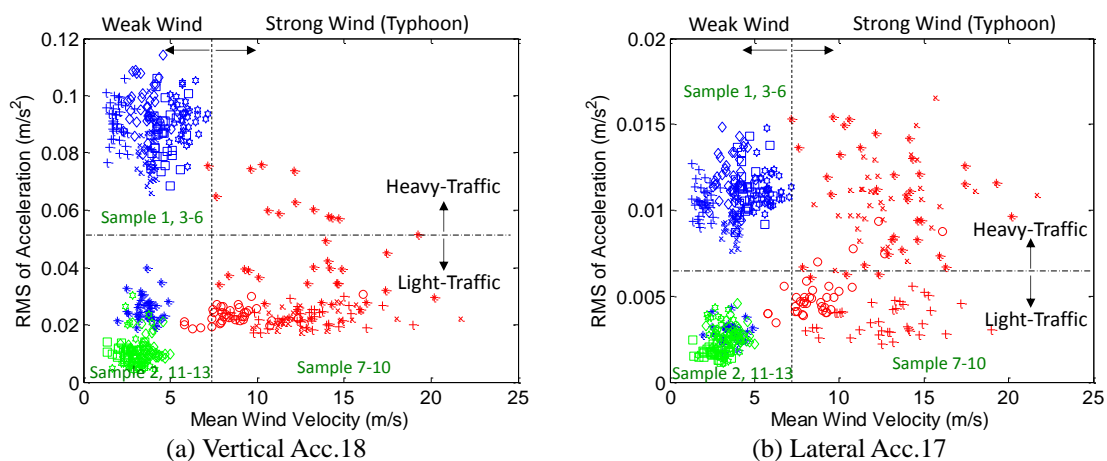 Weak Wind Strong Wind (Typhoon)
0.12
0.1
0.08
0.06
0.04
0.02
0
RMS of Acceleration (m/s²)
Sample 1, 3-6
Heavy-Traffic
Light-Traffic
Sample 2, 11-13
Sample 7-10
0 5 10 15 20 25
Mean Wind Velocity (m/s)
(a) Vertical Acc.18
Weak Wind Strong Wind (Typhoon)
0.02
0.015
0.01
0.005
0
RMS of Acceleration (m/s²)
Sample 1, 3-6
Heavy-Traffic
Light-Traffic
Sample 2, 11-13
Sample 7-10
0 5 10 15 20 25
Mean Wind Velocity (m/s)
(b) Lateral Acc.17